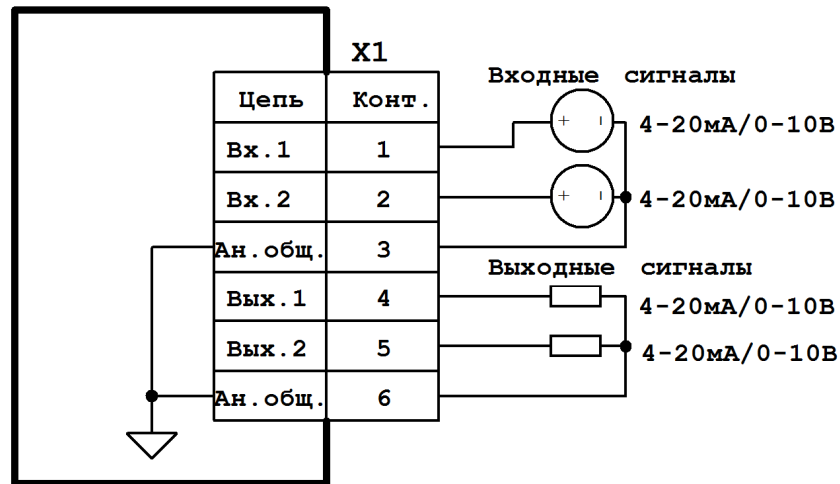 X1
Входные сигналы
Цепь Конт.
4-20мА/0-10В
Вх.1 1
+ -
Вх.2 2
+ -
4-20мА/0-10В
Ан.общ. 3
Выходные сигналы
Вых.1 4
4-20мА/0-10В
Вых.2 5
4-20мА/0-10В
Ан.общ. 6